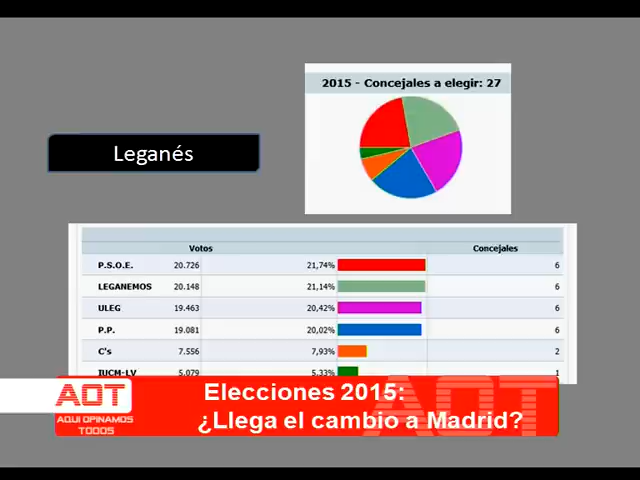 2015 - Concejales a elegir: 27
Leganés
Votos Concejales
P.S.O.E. 20.726 21,74% 6
LEGANEMOS 20.148 21,14% 6
ULEG 19.463 20,42% 6
P.P. 19.081 20,02% 6
C's 7.556 7,93% 2
IUCM-LV 5.079 5,33% 1
AOT
AQUI OPINAMOS
TODOS
Elecciones 2015:
¿Llega el cambio a Madrid?
AOT